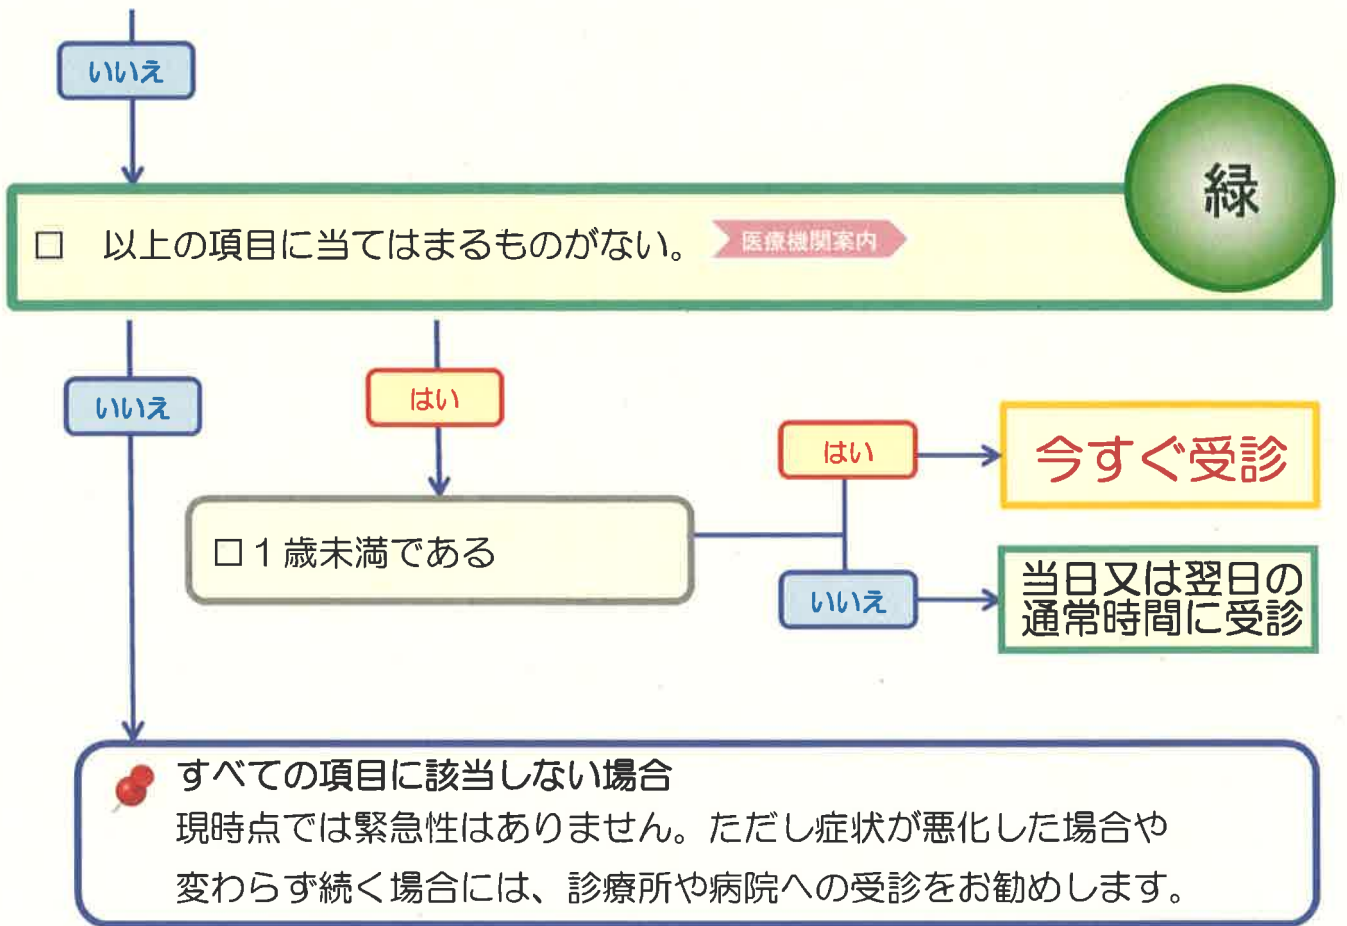 いいえ
緑
□ 以上の項目に当てはまるものがない。 医療機関案内
いいえ
はい
はい
今すぐ受診
□1歳未満である
いいえ
当日又は翌日の
通常時間に受診
すべての項目に該当しない場合
現時点では緊急性はありません。ただし症状が悪化した場合や
変わらず続く場合には、診療所や病院への受診をお勧めします。